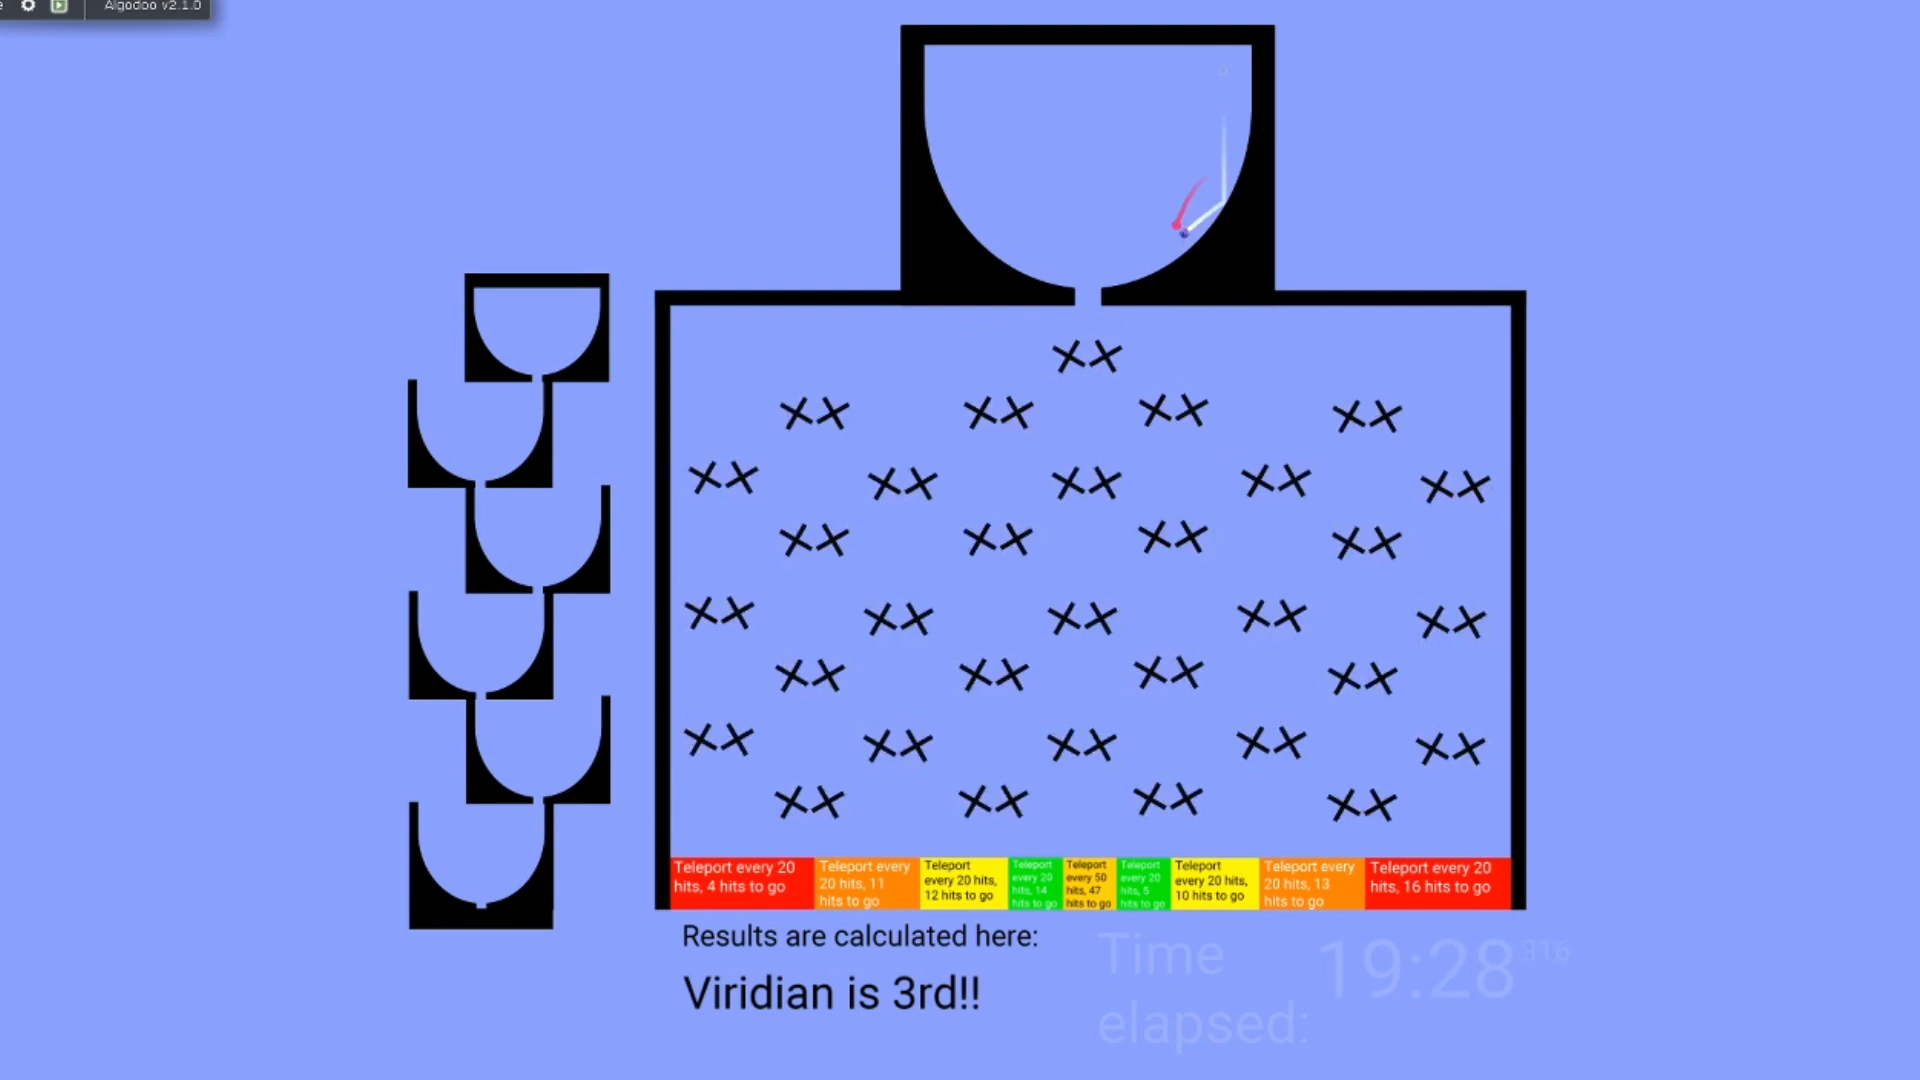 Algodoo v2.1.0
Teleport every 20
hits, 4 hits to go
Teleport every
20 hits, 11
hits to go
Teleport
every 20 hits,
12 hits to go
Teleport
every 20
hits, 14
hits to go
Teleport
every 50
hits, 47
hits to go
Teleport
every 20
hits, 5
hits to go
Teleport
every 20 hits,
10 hits to go
Teleport every
20 hits, 13
hits to go
Teleport every 20
hits, 16 hits to go
Results are calculated here:
Viridian is 3rd!!
Time
elapsed:
19:28 316